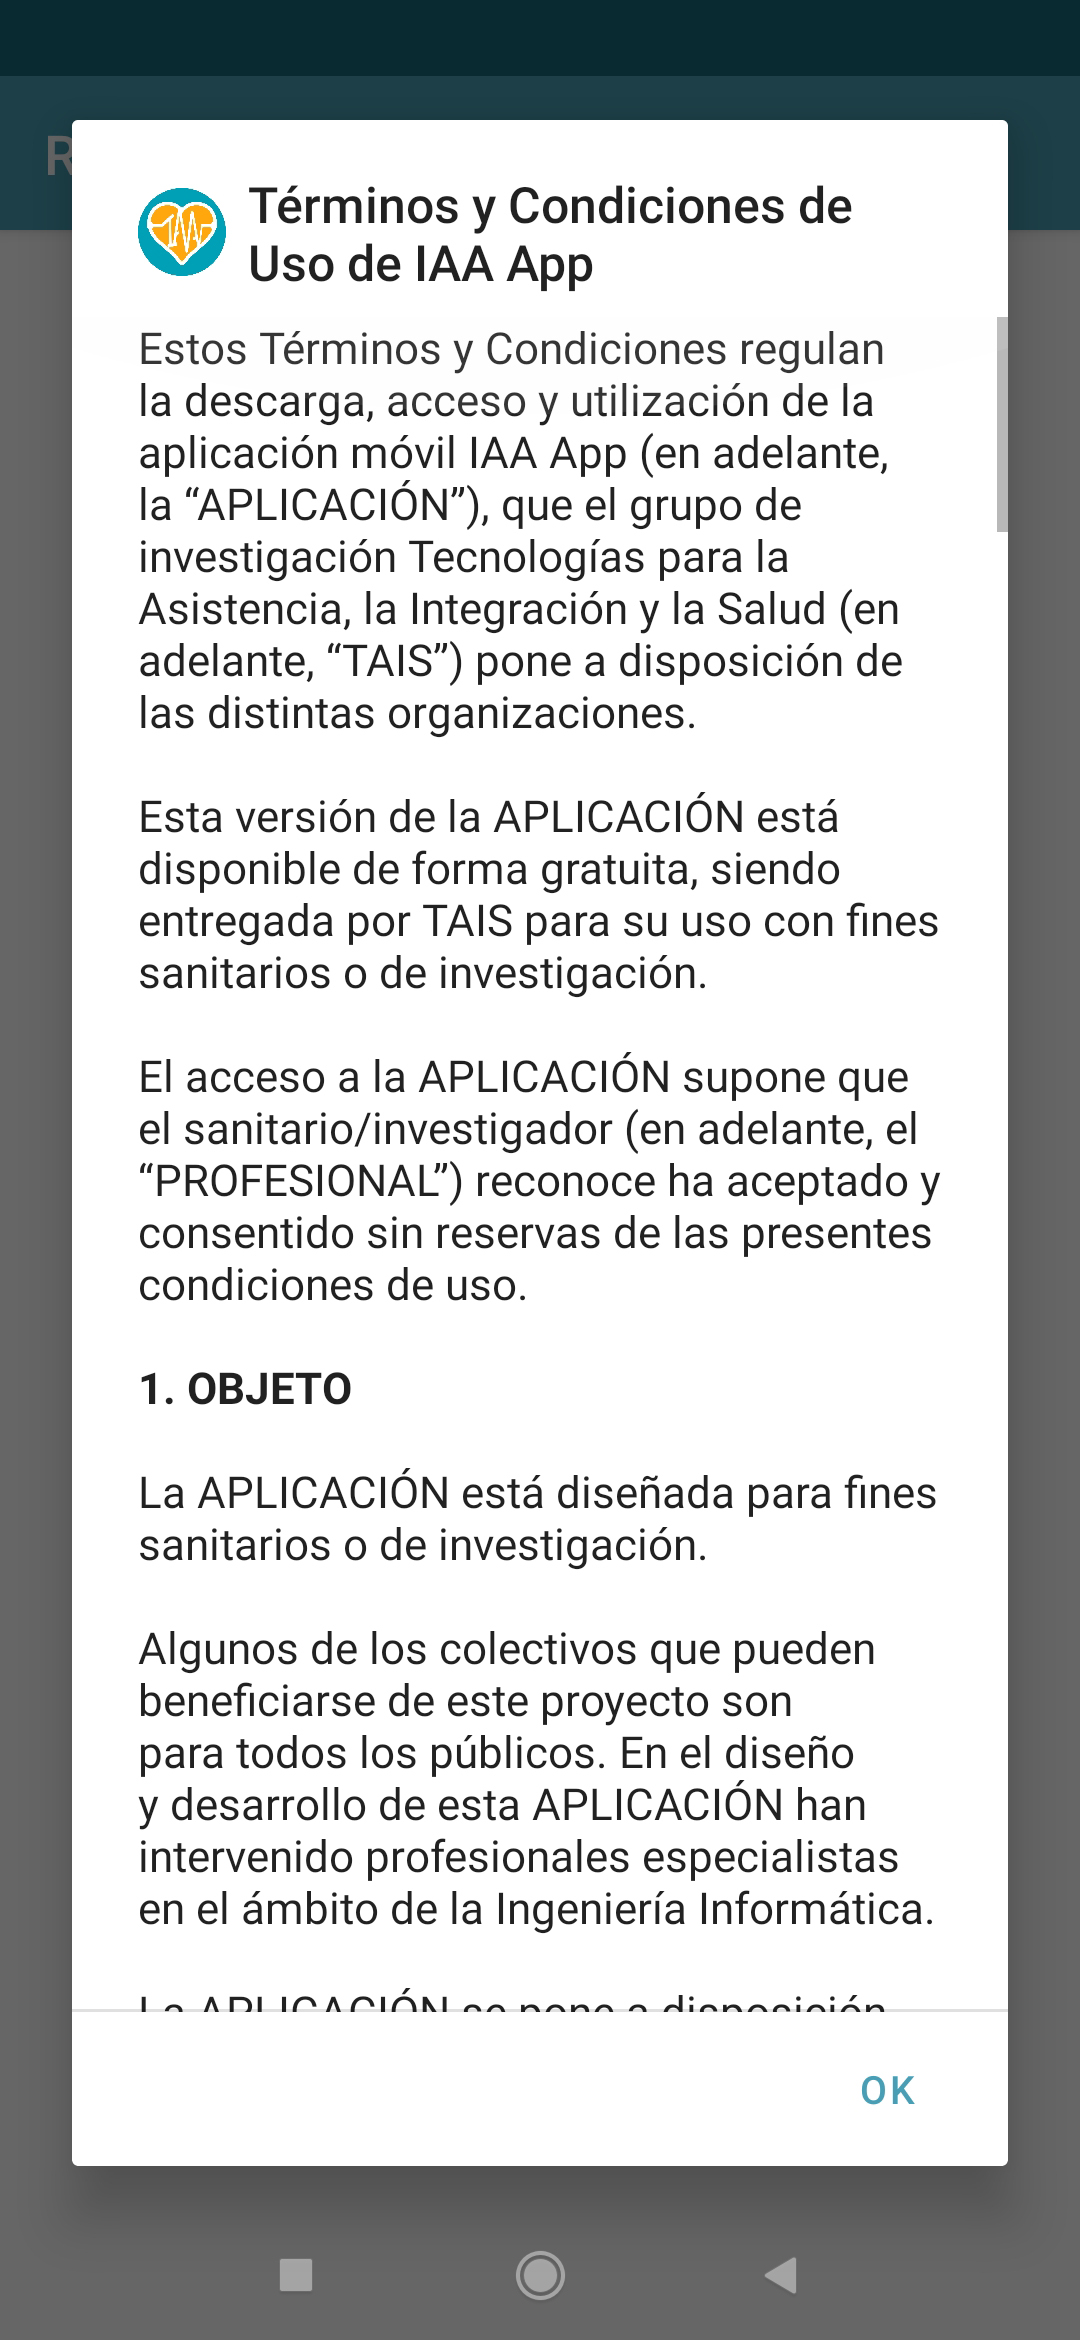 R
Términos y Condiciones de
Uso de IAA App
Estos Términos y Condiciones regulan
la descarga, acceso y utilización de la
aplicación móvil IAA App (en adelante,
la “APLICACIÓN”), que el grupo de
investigación Tecnologías para la
Asistencia, la Integración y la Salud (en
adelante, “TAIS”) pone a disposición de
las distintas organizaciones.
Esta versión de la APLICACIÓN está
disponible de forma gratuita, siendo
entregada por TAIS para su uso con fines
sanitarios o de investigación.
El acceso a la APLICACIÓN supone que
el sanitario/investigador (en adelante, el
“PROFESIONAL”) reconoce ha aceptado y
consentido sin reservas de las presentes
condiciones de uso.
1. OBJETO
La APLICACIÓN está diseñada para fines
sanitarios o de investigación.
Algunos de los colectivos que pueden
beneficiarse de este proyecto son
para todos los públicos. En el diseño
y desarrollo de esta APLICACIÓN han
intervenido profesionales especialistas
en el ámbito de la Ingeniería Informática.
La APLICACIÓN se pone a disposición
OK